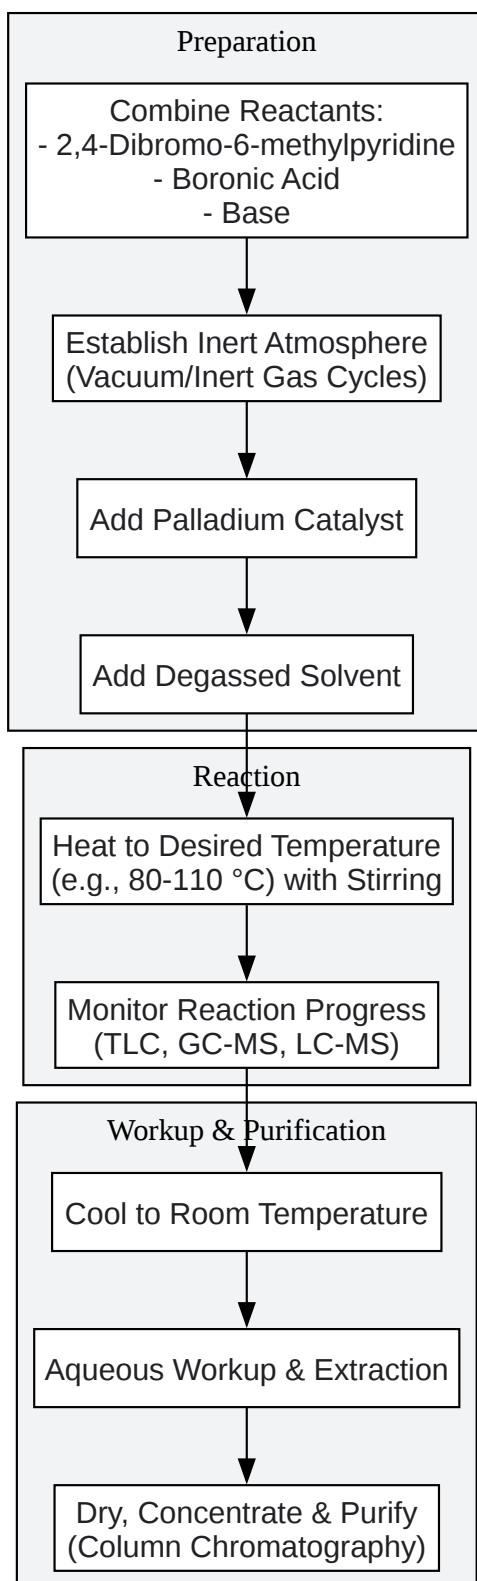 Preparation
Combine Reactants:
- 2,4-Dibromo-6-methylpyridine
- Boronic Acid
- Base
Establish Inert Atmosphere
(Vacuum/Inert Gas Cycles)
Add Palladium Catalyst
Add Degassed Solvent
Reaction
Heat to Desired Temperature
(e.g., 80-110 °C) with Stirring
Monitor Reaction Progress
(TLC, GC-MS, LC-MS)
Workup & Purification
Cool to Room Temperature
Aqueous Workup & Extraction
Dry, Concentrate & Purify
(Column Chromatography)